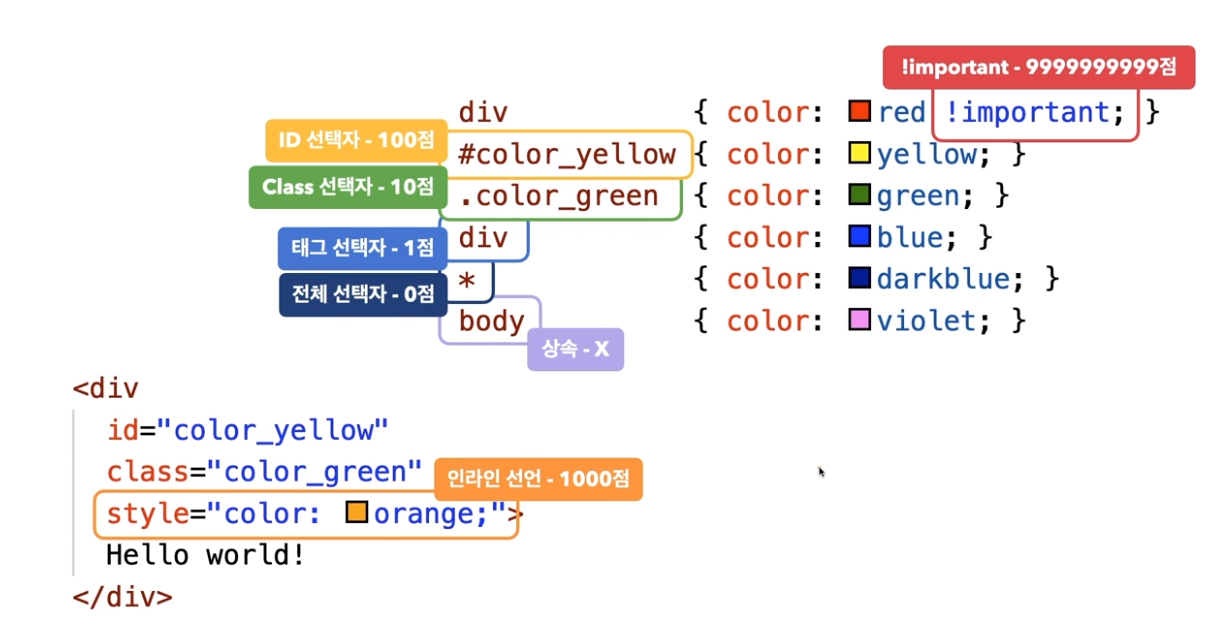 !important - 9999999999점
div { color: red !important; }
ID 선택자 - 100점
#color_yellow { color: yellow; }
Class 선택자 - 10점
.color_green { color: green; }
태그 선택자 - 1점
div { color: blue; }
전체 선택자 - 0점
* { color: darkblue; }
body { color: violet; }
상속 - X
<div
id="color_yellow"
class="color_green"
인라인 선언 - 1000점
style="color: orange;">
Hello world!
</div>